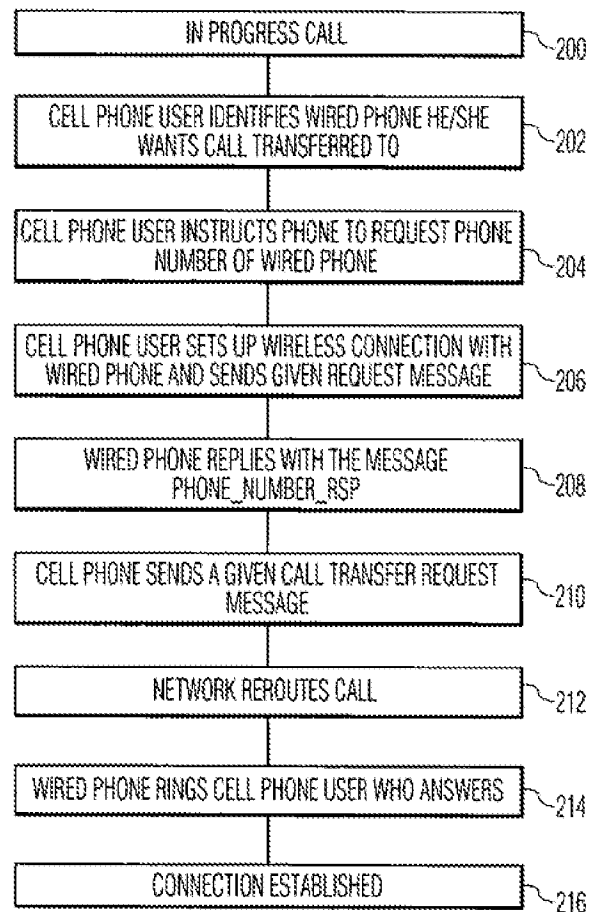 IN PROGRESS CALL
200
CELL PHONE USER IDENTIFIES WIRED PHONE HE/SHE
WANTS CALL TRANSFERRED TO
202
CELL PHONE USER INSTRUCTS PHONE TO REQUEST PHONE
NUMBER OF WIRED PHONE
204
CELL PHONE USER SETS UP WIRELESS CONNECTION WITH
WIRED PHONE AND SENDS GIVEN REQUEST MESSAGE
206
WIRED PHONE REPLIES WITH THE MESSAGE
PHONE_NUMBER_RSP
208
CELL PHONE SENDS A GIVEN CALL TRANSFER REQUEST
MESSAGE
210
NETWORK REROUTES CALL
212
WIRED PHONE RINGS CELL PHONE USER WHO ANSWERS
214
CONNECTION ESTABLISHED
216